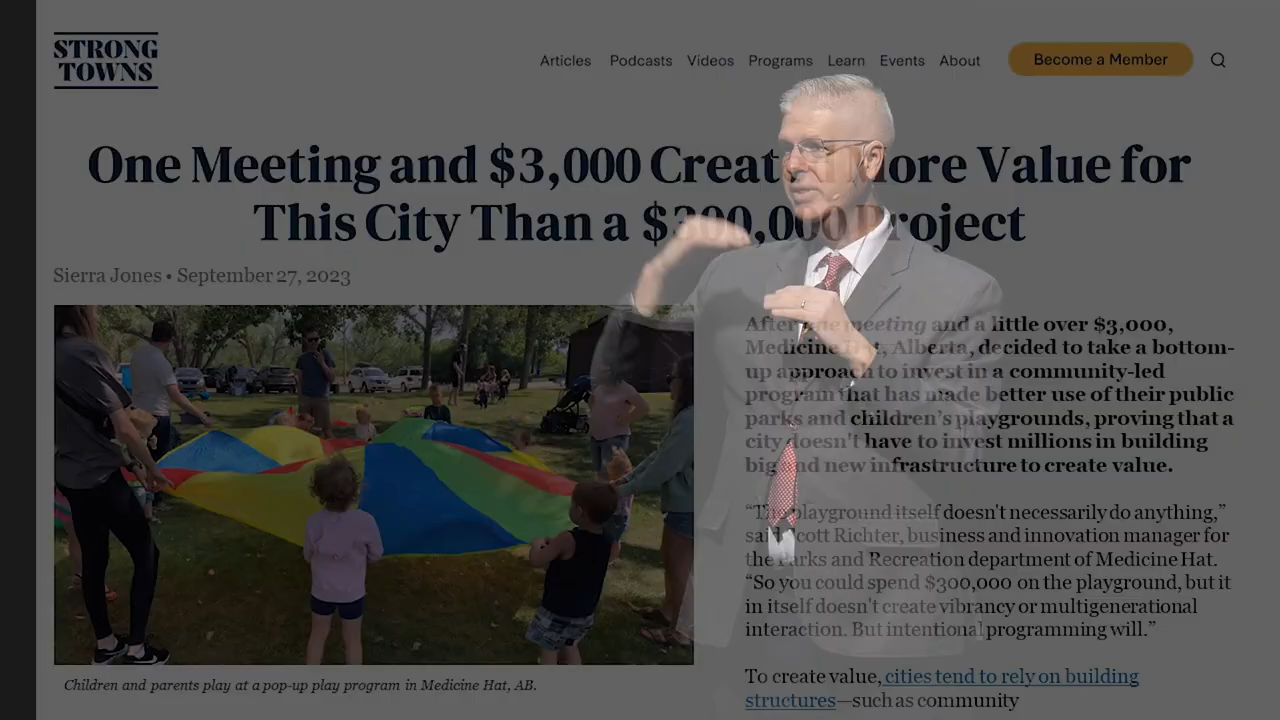 STRONG
TOWNS
Articles Podcasts Videos Programs Learn Events About Become a Member
One Meeting and $3,000 Creat ore Value for
This City Than a $300,000 Project
Sierra Jones • September 27, 2023
After one meeting and a little over $3,000,
Medicine Hat, Alberta, decided to take a bottom-
up approach to invest in a community-led
program that has made better use of their public
parks and children's playgrounds, proving that a
city doesn't have to invest millions in building
big and new infrastructure to create value.
“The playground itself doesn't necessarily do anything,”
said Scott Richter, business and innovation manager for
the Parks and Recreation department of Medicine Hat.
“So you could spend $300,000 on the playground, but it
in itself doesn't create vibrancy or multigenerational
interaction. But intentional programming will.”
To create value, cities tend to rely on building
structures—such as community
Children and parents play at a pop-up play program in Medicine Hat, AB.